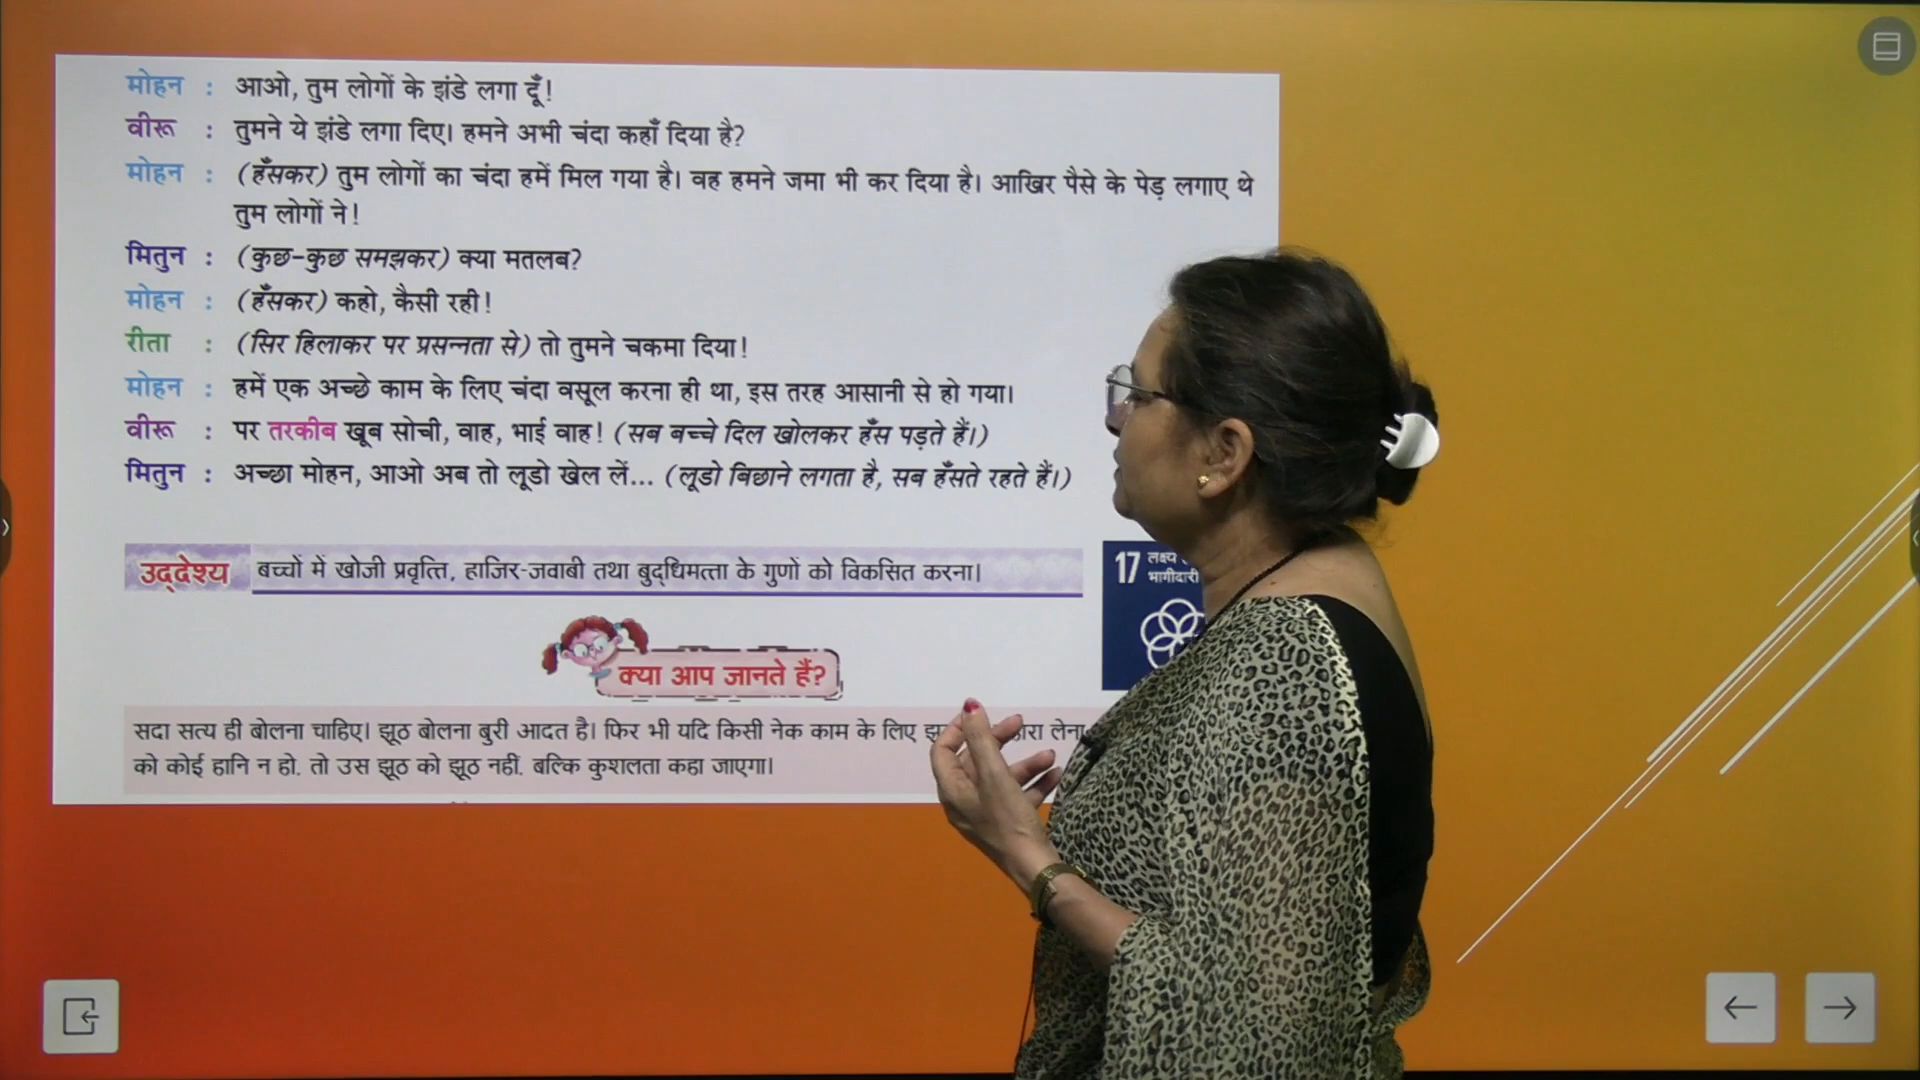 मोहन : आओ, तुम लोगों के झंडे लगा दूँ!
वीरू : तुमने ये झंडे लगा दिए। हमने अभी चंदा कहाँ दिया है?
मोहन : (हँसकर) तुम लोगों का चंदा हमें मिल गया है। वह हमने जमा भी कर दिया है। आखिर पैसे के पेड़ लगाए थे
तुम लोगों ने!
मितुन : (कुछ-कुछ समझकर) क्या मतलब?
मोहन : (हँसकर) कहो, कैसी रही!
रीता : (सिर हिलाकर पर प्रसन्नता से) तो तुमने चकमा दिया!
मोहन : हमें एक अच्छे काम के लिए चंदा वसूल करना ही था, इस तरह आसानी से हो गया।
वीरू : पर तरकीब खूब सोची, वाह, भाई वाह! (सब बच्चे दिल खोलकर हँस पड़ते हैं।)
मितुन : अच्छा मोहन, आओ अब तो लूडो खेल लें... (लूडो बिछाने लगता है, सब हँसते रहते हैं।)
उद्देश्य बच्चों में खोजी प्रवृत्ति, हाजिर-जवाबी तथा बुद्धिमत्ता के गुणों को विकसित करना।
17 लक्ष्य
भागीदारी
क्या आप जानते हैं?
सदा सत्य ही बोलना चाहिए। झूठ बोलना बुरी आदत है। फिर भी यदि किसी नेक काम के लिए लेना
को कोई हानि न हो, तो उस झूठ को झूठ नहीं, बल्कि कुशलता कहा जाएगा।